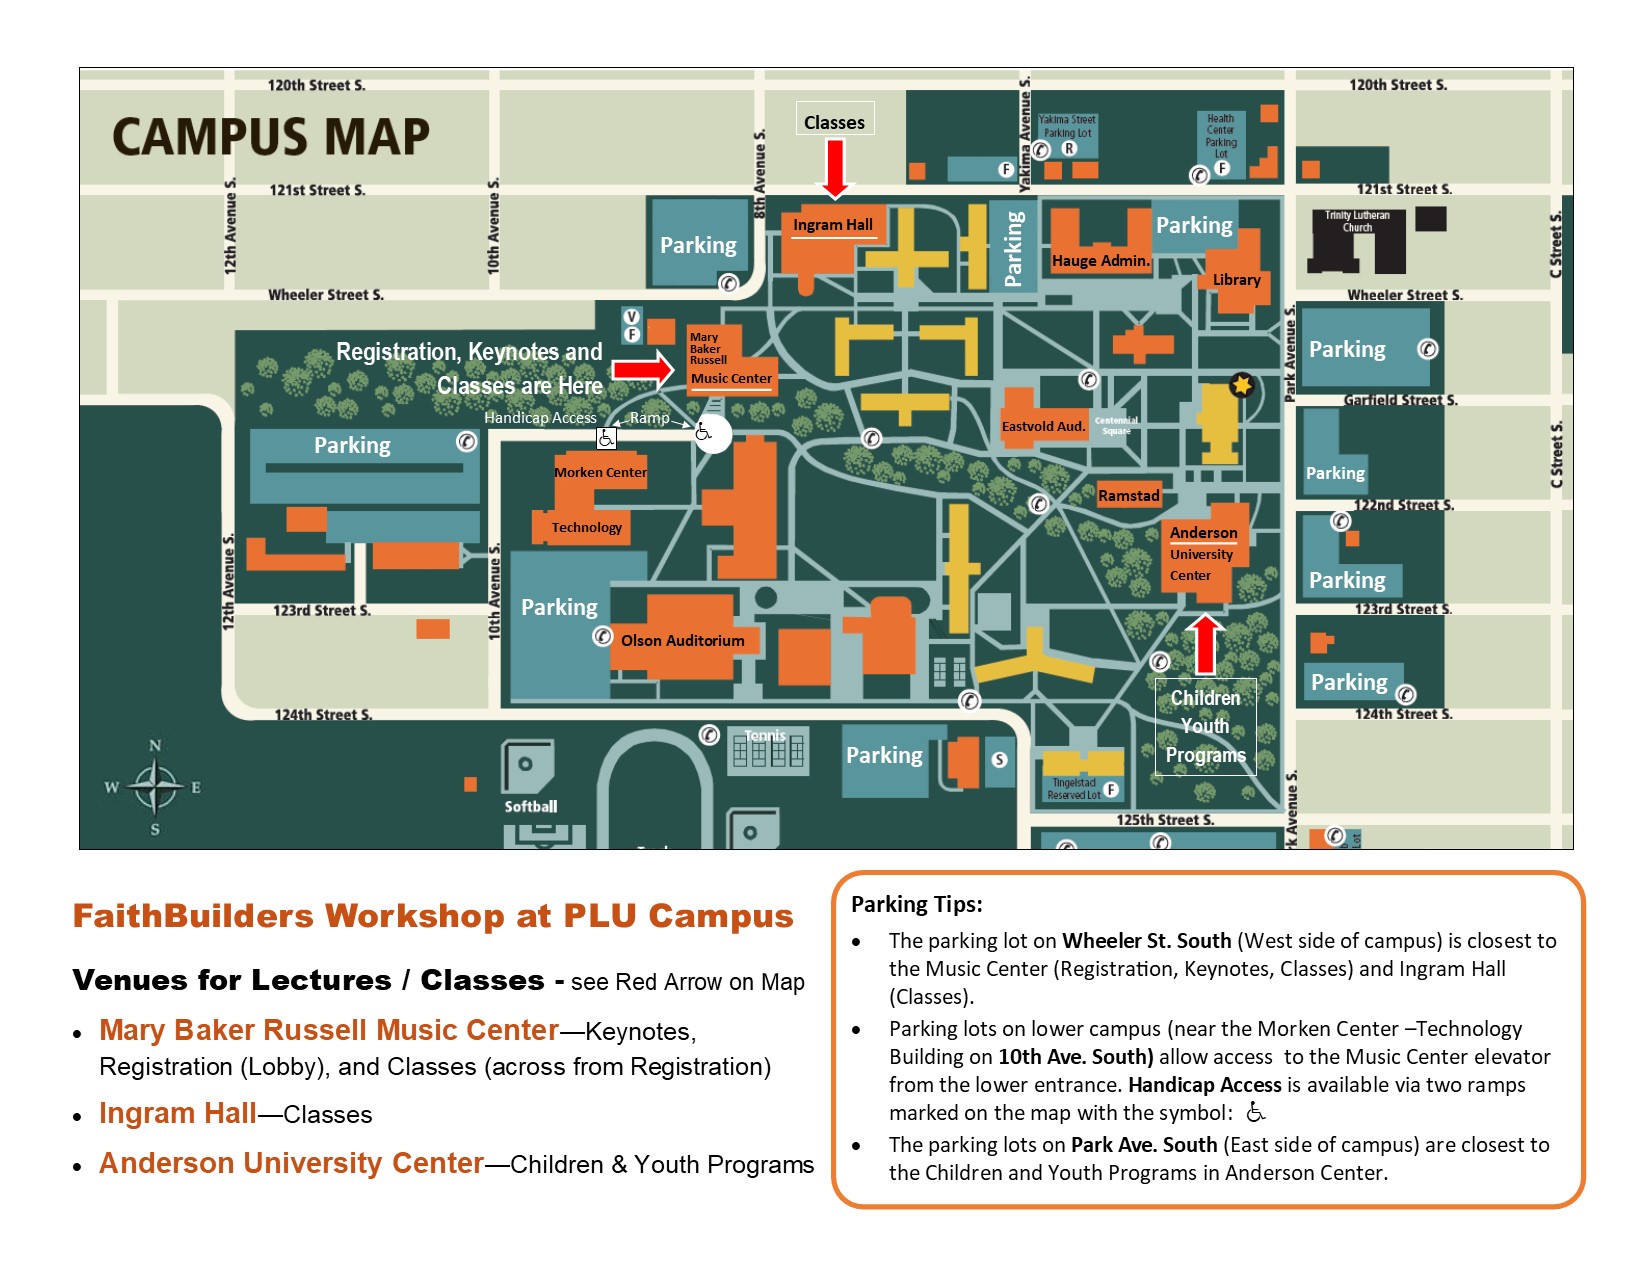 120th Street S.
120th Street S.
CAMPUS MAP
Classes
8th Avenue S.
Yakima Avenue S.
Yakima Street
Parking Lot
R
F
Health
Center
Parking
Lot
F
121st Street S.
121st Street S.
12th Avenue S.
10th Avenue S.
C Street S.
Parking
Ingram Hall
Parking
Hauge Admin.
Parking
Library
Trinity Lutheran
Church
Wheeler Street S.
Wheeler Street S.
V
F
Mary
Baker
Russell
Music Center
Registration, Keynotes and
Classes are Here
Park Avenue S.
Parking
Garfield Street S.
Handicap Access
Ramp
Eastvold Aud.
Centennial
Square
C Street S.
Parking
Parking
Morken Center
Technology
Ramstad
122nd Street S.
Anderson
University
Center
12th Avenue S.
10th Avenue S.
Parking
Parking
123rd Street S.
123rd Street S.
Olson Auditorium
Parking
Children
Youth
Programs
124th Street S.
124th Street S.
N
W
E
S
Tennis
Parking
S
Tingelstad
Reserved Lot
F
Softball
125th Street S.
rk Avenue S.
Lot
FaithBuilders Workshop at PLU Campus
Venues for Lectures / Classes - see Red Arrow on Map
• Mary Baker Russell Music Center—Keynotes,
Registration (Lobby), and Classes (across from Registration)
• Ingram Hall—Classes
• Anderson University Center—Children & Youth Programs
Parking Tips:
• The parking lot on Wheeler St. South (West side of campus) is closest to
the Music Center (Registration, Keynotes, Classes) and Ingram Hall
(Classes).
• Parking lots on lower campus (near the Morken Center –Technology
Building on 10th Ave. South) allow access to the Music Center elevator
from the lower entrance. Handicap Access is available via two ramps
marked on the map with the symbol:
• The parking lots on Park Ave. South (East side of campus) are closest to
the Children and Youth Programs in Anderson Center.